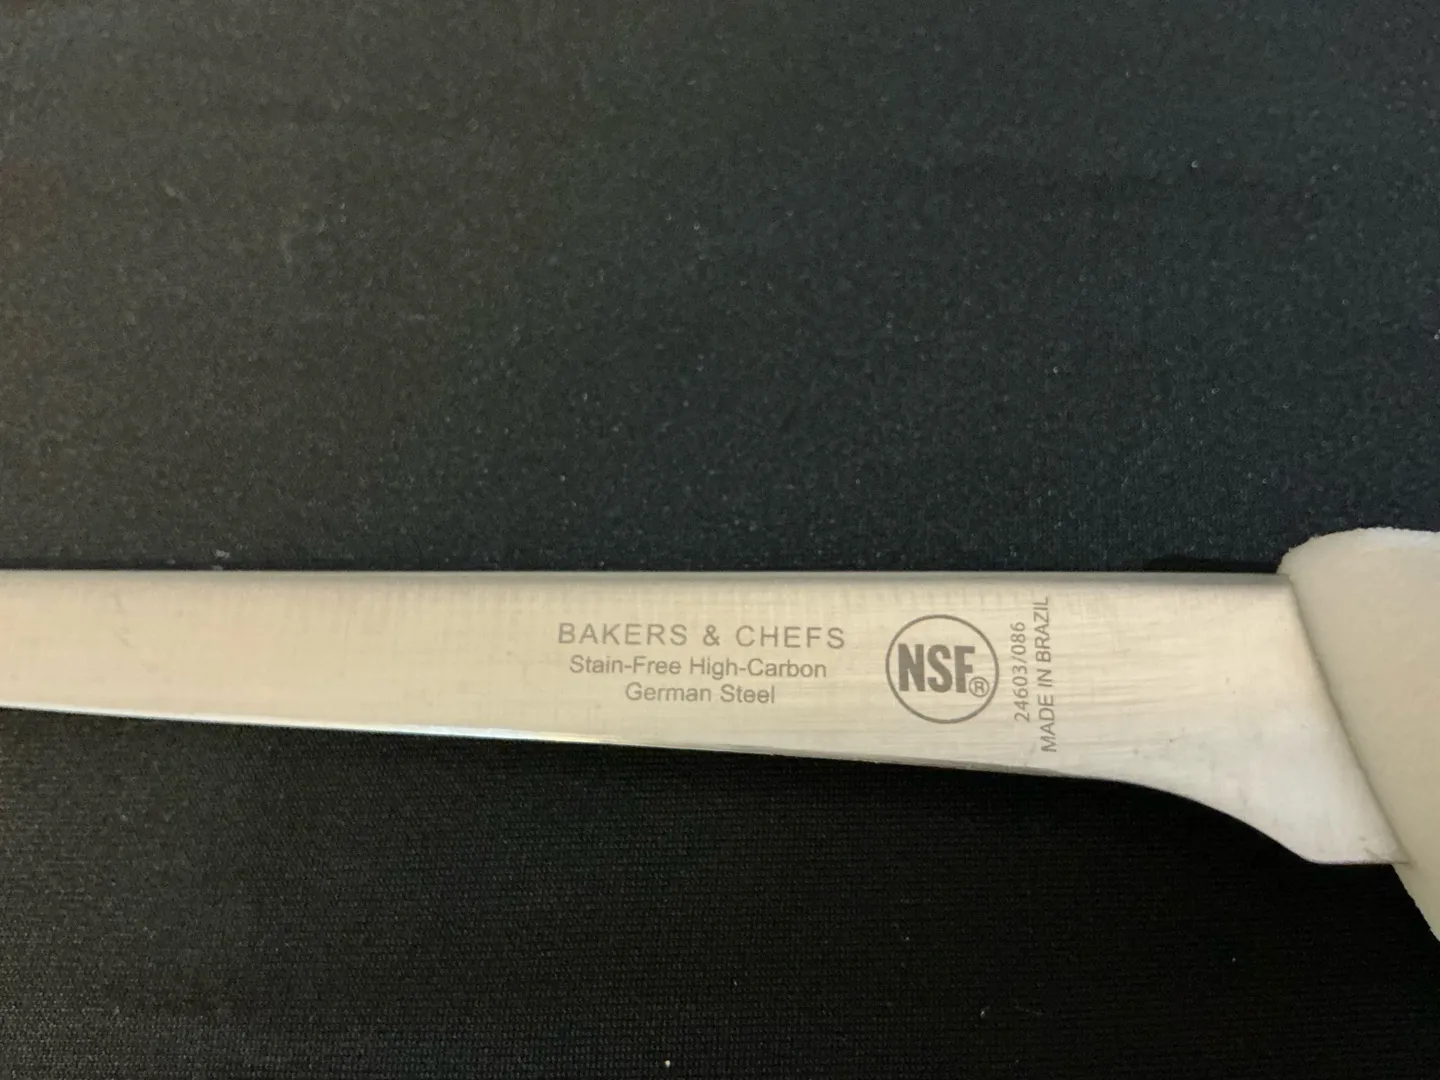 BAKERS & CHEFS
Stain-Free High-Carbon
German Steel
NSF®
24603/086
MADE IN BRAZIL